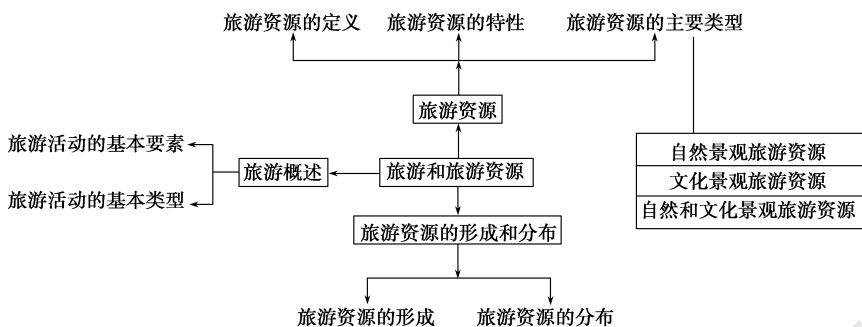 旅游资源的定义
旅游资源的特性
旅游资源的主要类型
旅游资源
旅游活动的基本要素
旅游活动的基本类型
旅游概述
旅游和旅游资源
自然景观旅游资源
文化景观旅游资源
自然和文化景观旅游资源
旅游资源的形成和分布
旅游资源的形成
旅游资源的分布